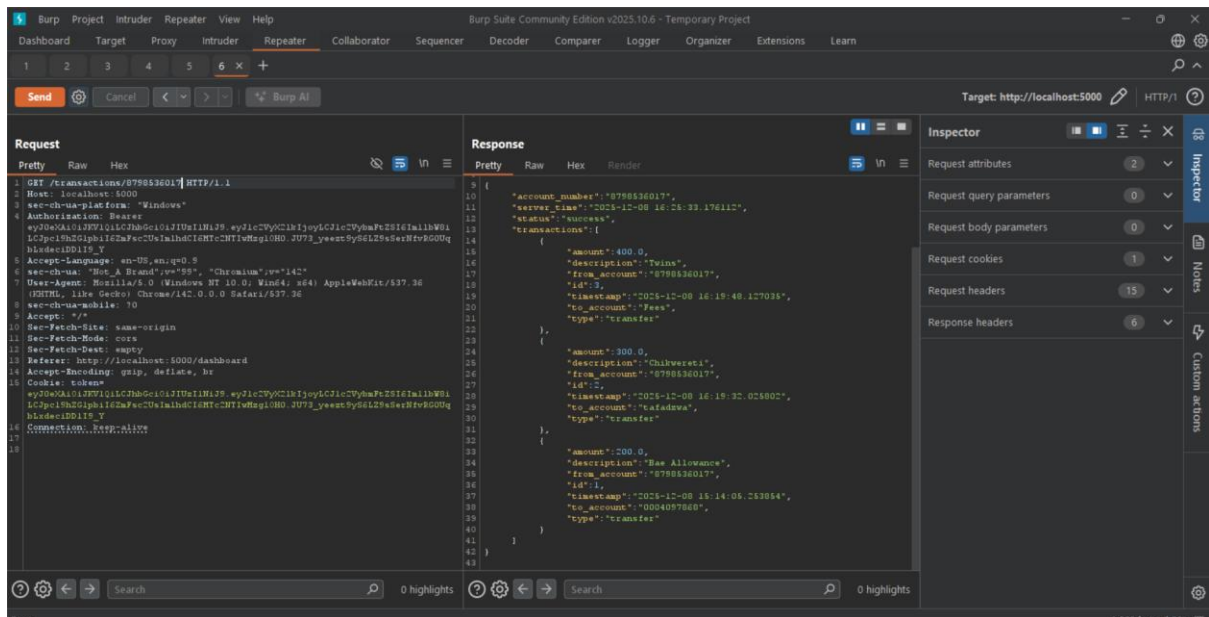 Burp Project Intruder Repeater View Help
Burp Suite Community Edition v2025.10.6 - Temporary Project
Dashboard Target Proxy Intruder Repeater Collaborator Sequencer Decoder Comparer Logger Organizer Extensions Learn
1 2 3 4 5 6 × +
Send Cancel Burp AI
Target: http://localhost:5000 HTTP/1
Request
Pretty Raw Hex
1 GET /transactions/8798536017 HTTP/1.1
2 Host: localhost:5000
3 sec-ch-ua-platform: "Windows"
4 Authorization: Bearer
5 Accept-Language: en-US,en;q=0.9
6 sec-ch-ua: "Not_A Brand";v="99", "Chromium";v="142"
7 User-Agent: Mozilla/5.0 (Windows NT 10.0; Win64; x64) AppleWebKit/537.36
(KHTML, like Gecko) Chrome/142.0.0.0 Safari/537.36
8 sec-ch-ua-mobile: ?0
9 Accept: */*
10 Sec-Fetch-Site: same-origin
11 Sec-Fetch-Mode: cors
12 Sec-Fetch-Dest: empty
13 Referer: http://localhost:5000/dashboard
14 Accept-Encoding: gzip, deflate, br
15 Cookie: token=
16 Connection: keep-alive
17
18
Search 0 highlights
Response
Pretty Raw Hex Render
9 {
10 "account_number":"8798536017",
11 "server_time":"2025-12-08 16:25:33.176112",
12 "status":"success",
13 "transactions":[
14 {
15 "amount":400.0,
16 "description":"Twins",
17 "from_account":"8798536017",
18 "id":3,
19 "timestamp":"2025-12-08 16:19:48.127035",
20 "to_account":"Fees",
21 "type":"transfer"
22 },
23 {
24 "amount":300.0,
25 "description":"Chikwereti",
26 "from_account":"8798536017",
27 "id":2,
28 "timestamp":"2025-12-08 16:19:32.025802",
29 "to_account":"tafadzwa",
30 "type":"transfer"
31 },
32 {
33 "amount":200.0,
34 "description":"Bae Allowance",
35 "from_account":"8798536017",
36 "id":1,
37 "timestamp":"2025-12-08 15:14:05.253854",
38 "to_account":"0004097868",
39 "type":"transfer"
40 }
41 ]
42 }
43
Search 0 highlights
Inspector
Request attributes 2
Request query parameters 0
Request body parameters 0
Request cookies 1
Request headers 15
Response headers 6
Inspector
Notes
Custom actions